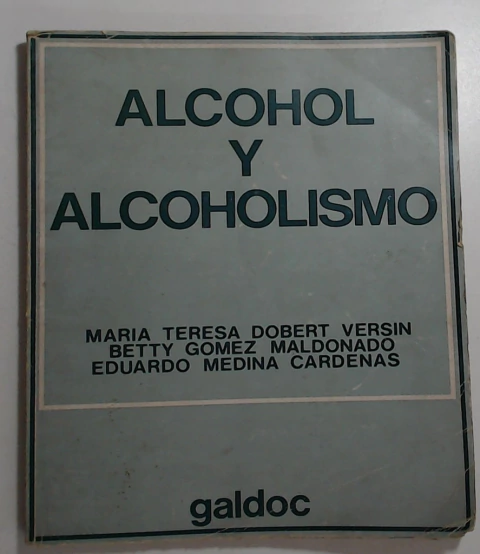 ALCOHOL
Y
ALCOHOLISMO
MARIA TERESA DOBERT VERSIN
BETTY GOMEZ MALDONADO
EDUARDO MEDINA CARDENAS
galdoc